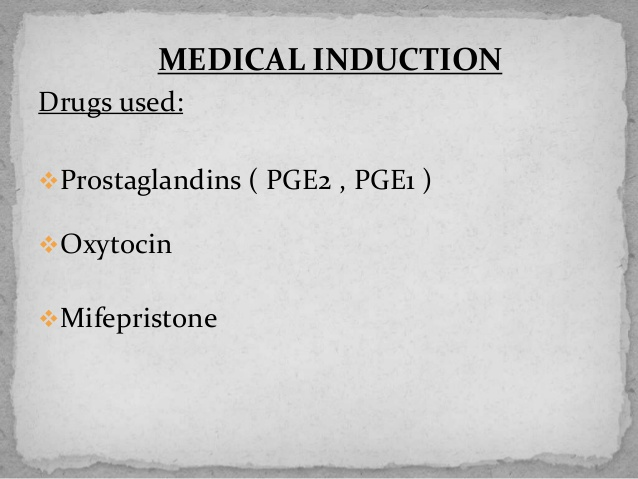 MEDICAL INDUCTION
Drugs used:
❖Prostaglandins ( PGE2 , PGE1 )
❖Oxytocin
❖Mifepristone